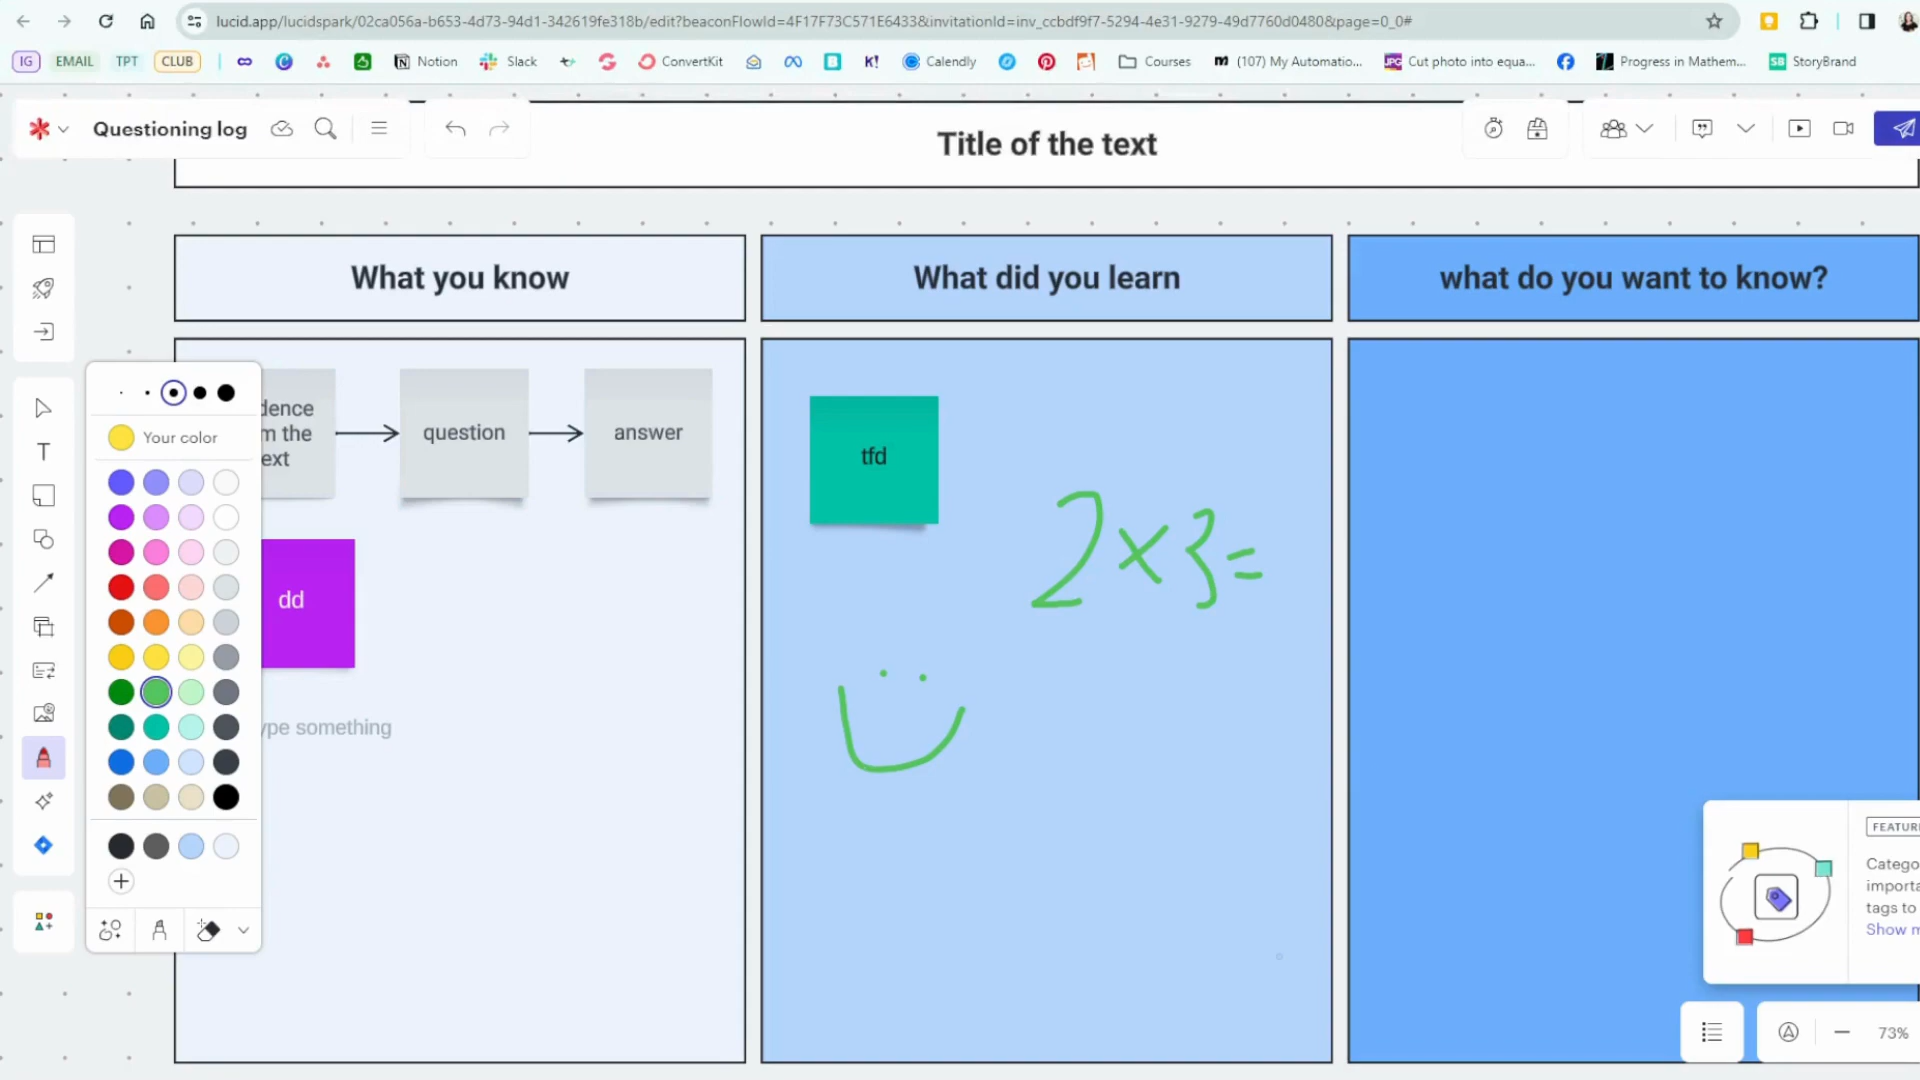 lucid.app/lucidspark/02ca056a-b653-4d73-94d1-342619fe318b/edit?beaconFlowId=4F17F73C571E6433&invitationId=inv_ccbdf9f7-5294-4e31-9279-49d7760d0480&page=0_0#
IG EMAIL TPT CLUB Notion Slack ConvertKit K! Calendly Courses (107) My Automatio... JPG Cut photo into equa... Progress in Mathem... SB StoryBrand
Questioning log
Title of the text
What you know
What did you learn
what do you want to know?
Your color
dence
m the
ext
question
answer
tfd
2x3=
dd
ype something
FEATUR
Catego
importa
tags to
Show m
73%